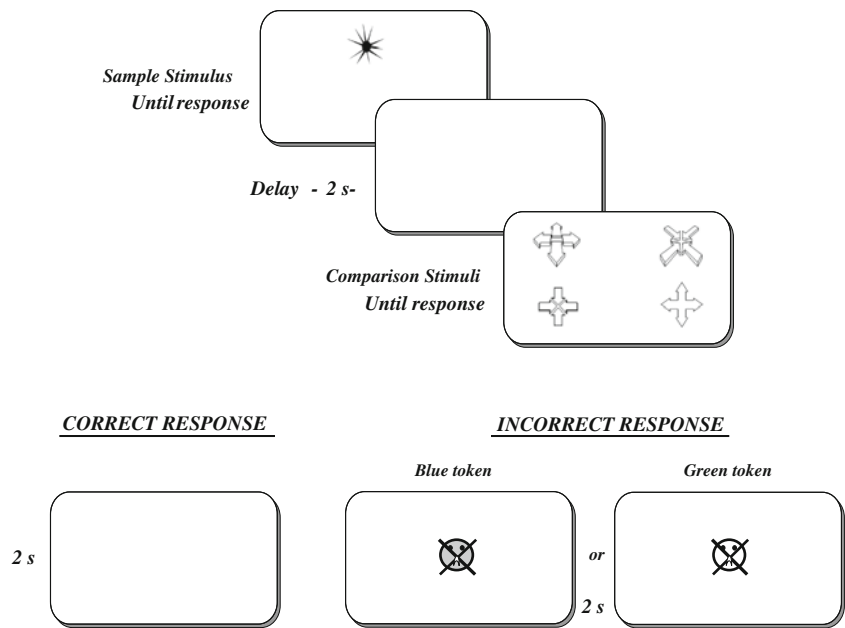 Sample Stimulus
Until response
Delay - 2 s-
Comparison Stimuli
Until response
CORRECT RESPONSE
INCORRECT RESPONSE
Blue token
Green token
2 s
or
2 s